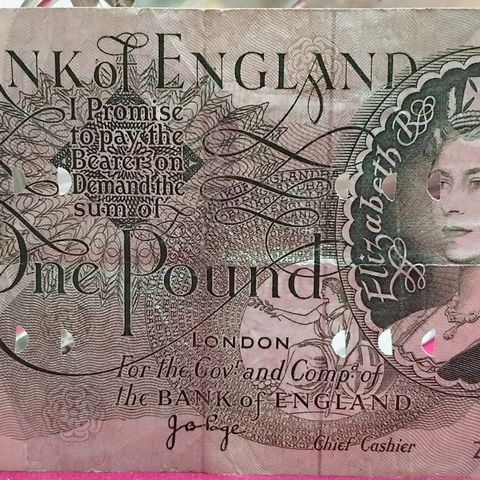 NK of ENGLAND
I Promise
to pay the
Bearer on
Demand the
sum of
One Pound
Elizabeth R
LONDON
For the Govr. and Compa. of
the BANK of ENGLAND
Chief Cashier